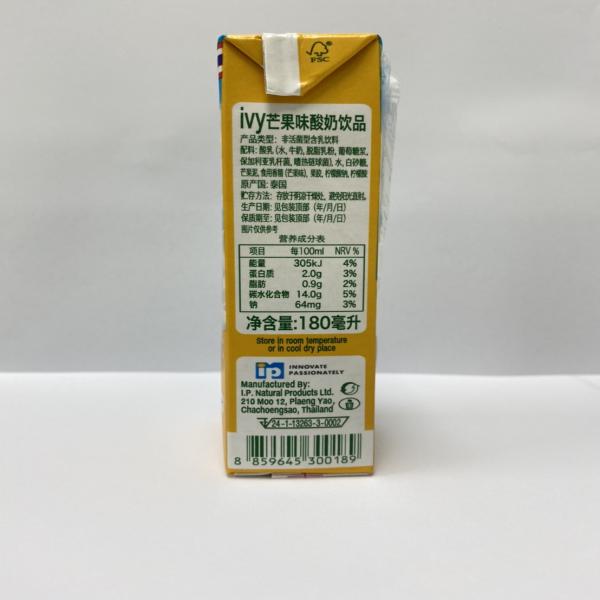 FSC
ivy芒果味酸奶饮品
产品类型: 非活菌型含乳饮料
配料: 酸乳 (水, 牛奶, 脱脂乳粉, 葡萄糖浆,
保加利亚乳杆菌, 嗜热链球菌), 水, 白砂糖,
芒果泥, 食用香精 (芒果味), 果胶, 柠檬酸钠, 柠檬酸
原产国: 泰国
贮存方法: 存放于阴凉干燥处, 避免阳光直射。
生产日期: 见包装顶部 (年/月/日)
保质期至: 见包装顶部 (年/月/日)
图片仅供参考
营养成分表
项目 每100ml NRV %
能量 305kJ 4%
蛋白质 2.0g 3%
脂肪 0.9g 2%
碳水化合物 14.0g 5%
钠 64mg 3%
净含量:180毫升
Store in room temperature
or in cool dry place
ip INNOVATE
PASSIONATELY
Manufactured By:
I.P. Natural Products Ltd.
210 Moo 12, Plaeng Yao,
Chachoengsao, Thailand
24-1-13263-3-0002
8 859645 300189